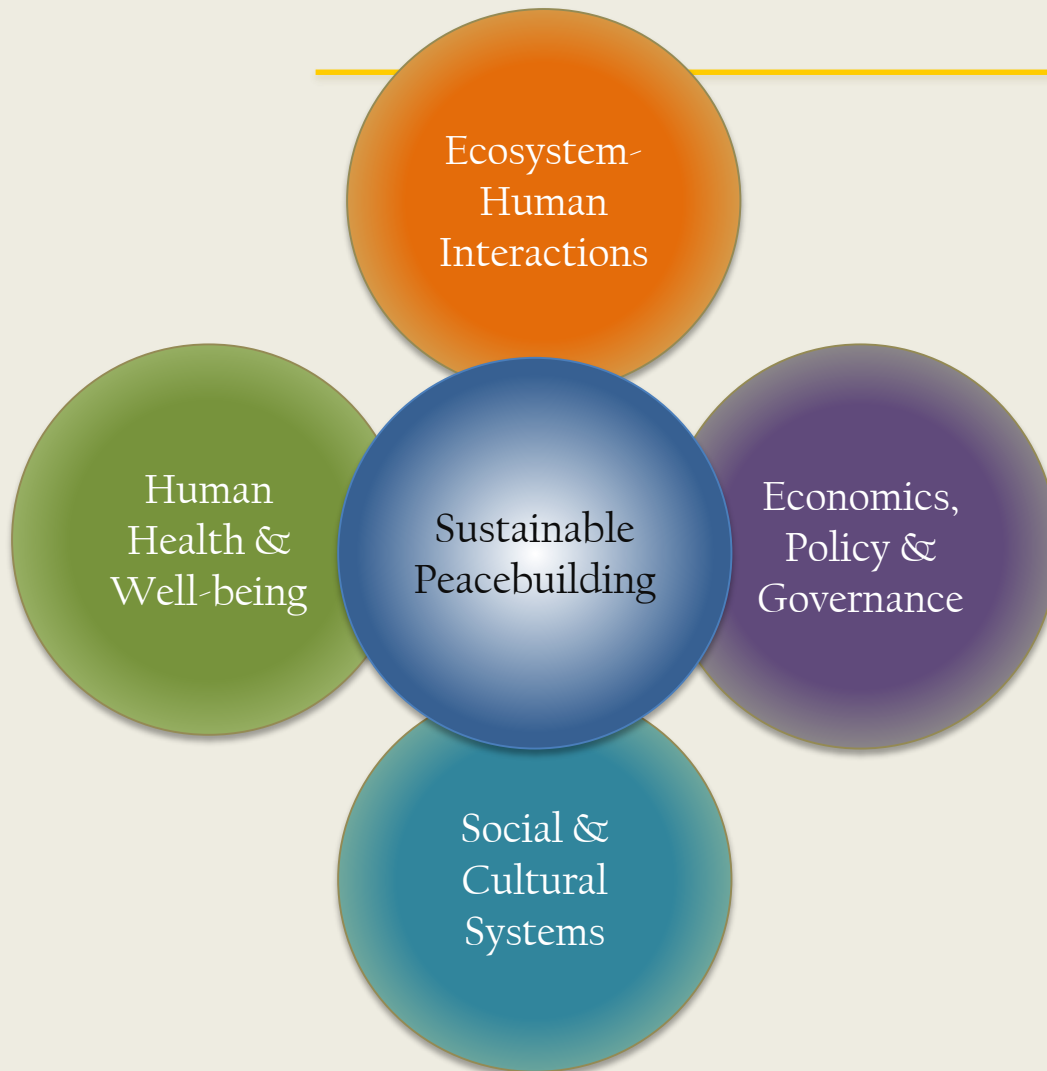 Ecosystem-
Human
Interactions
Human
Health &
Well-being
Sustainable
Peacebuilding
Economics,
Policy &
Governance
Social &
Cultural
Systems